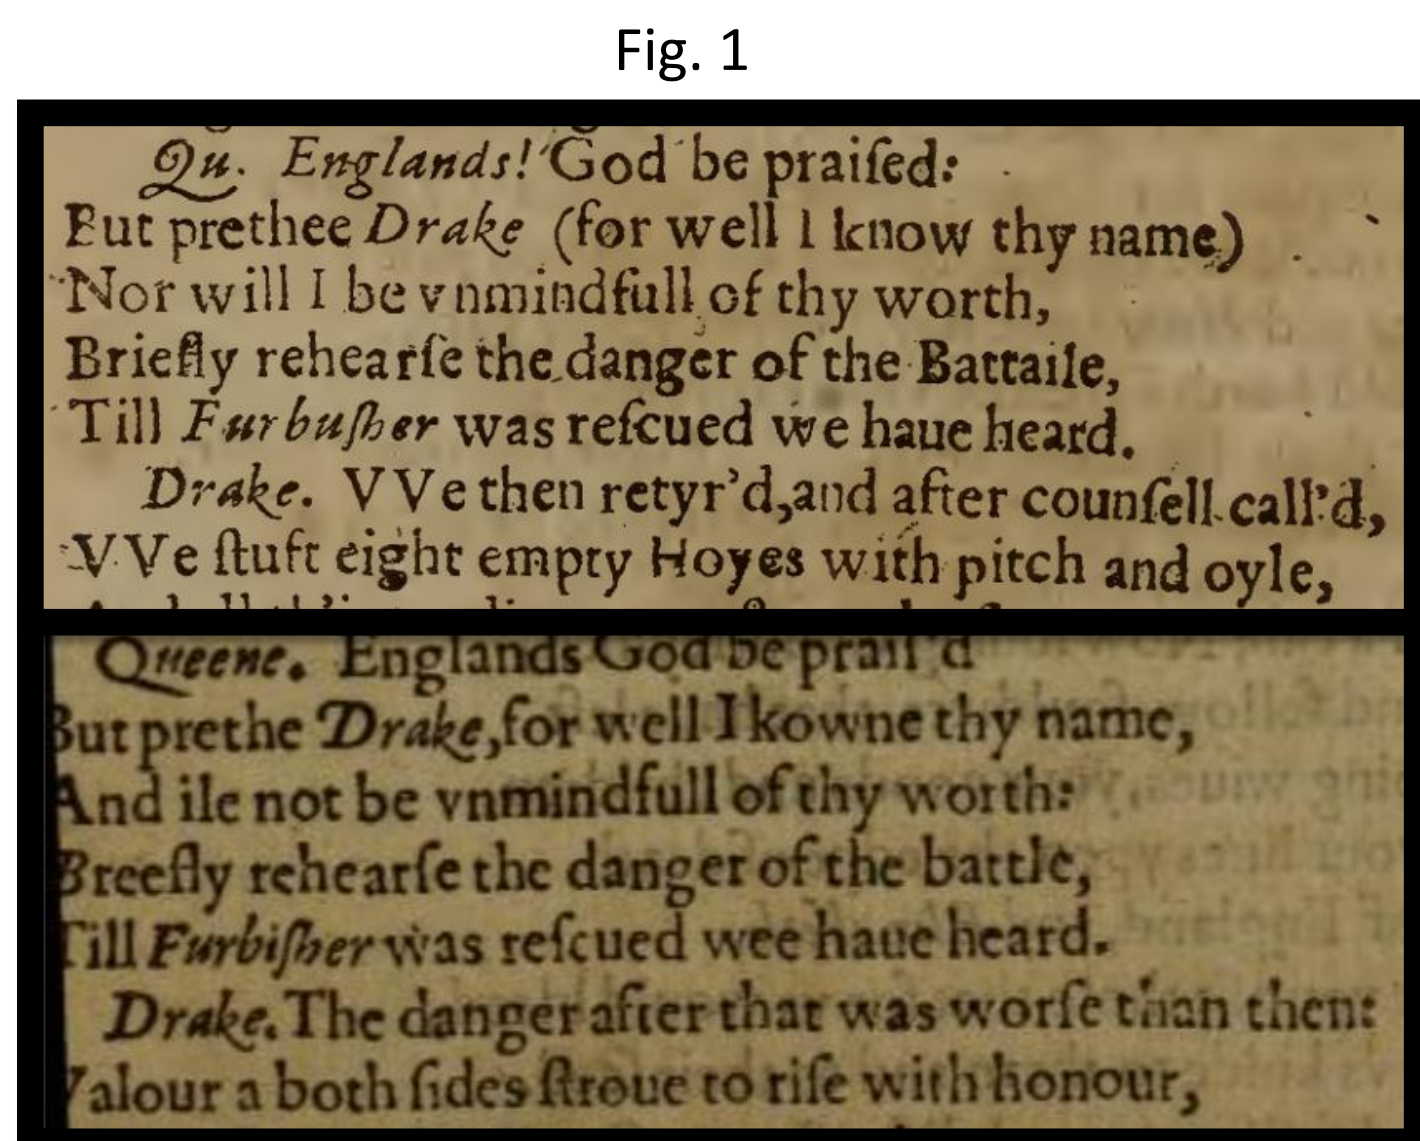 Fig. 1
Qu. Englands! God be praiſed:
But prethee Drake (for well I know thy name)
Nor will I be vnmindfull of thy worth,
Briefly rehearſe the danger of the Battaile,
Till Furbuſher was reſcued we haue heard.
Drake. VVe then retyr’d,and after counſell call’d,
VVe ſtuft eight empty Hoyes with pitch and oyle,
Queene. Englands God be praiſ'd
But prethe Drake,for well I kowne thy name,
And ile not be vnmindfull of thy worth:
Breefly rehearſe the danger of the battle,
Till Furbiſher was reſcued wee haue heard.
Drake. The danger after that was worſe than then:
Valour a both ſides ſtroue to riſe with honour,